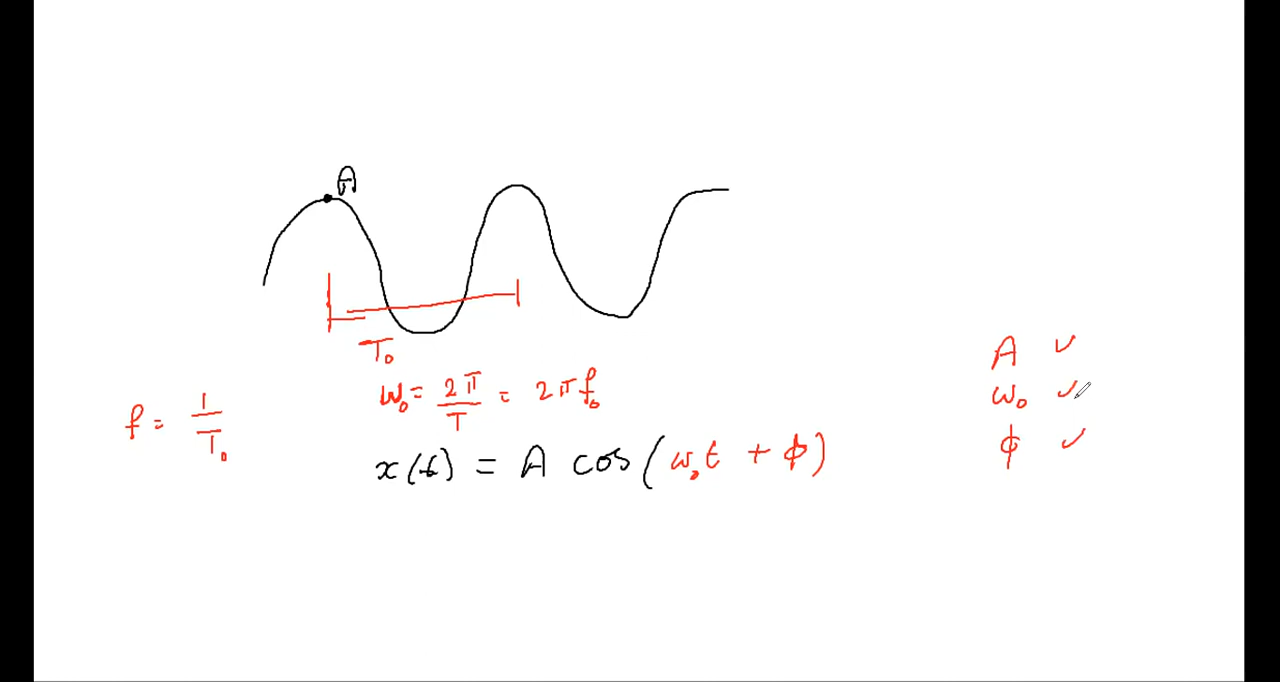 A
T₀
ω₀ = 2π/T = 2πf₀
f = 1/T₀
x(t) = A cos(ω₀t + ϕ)
A ✓
ω₀ ✓
ϕ ✓